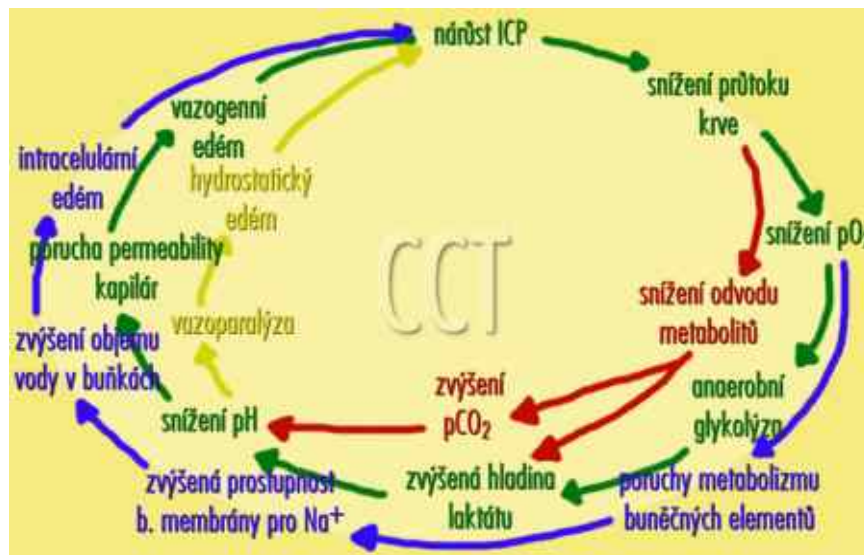 nárůst ICP
snížení průtoku
krve
vazogenní
edém
intracelulární
edém
hydrostatický
edém
snížení pO
porucha permeability
kapilár
CCT
snížení odvodu
metabolitů
vazoparalýza
zvýšení objemu
vody v buňkách
zvýšení
pCO₂
anaerobní
glykolýza
snížení pH
zvýšená prostupnost
b. membrány pro Na⁺
zvýšená hladina
laktátu
poruchy metabolizmu
buněčných elementů